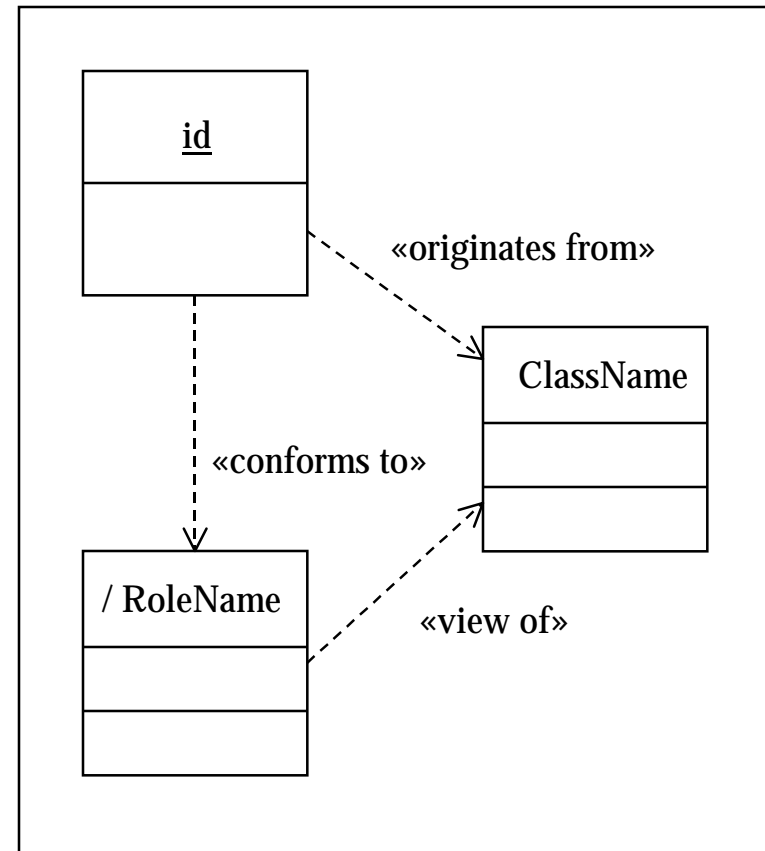 id
«originates from»
ClassName
«conforms to»
/ RoleName
«view of»